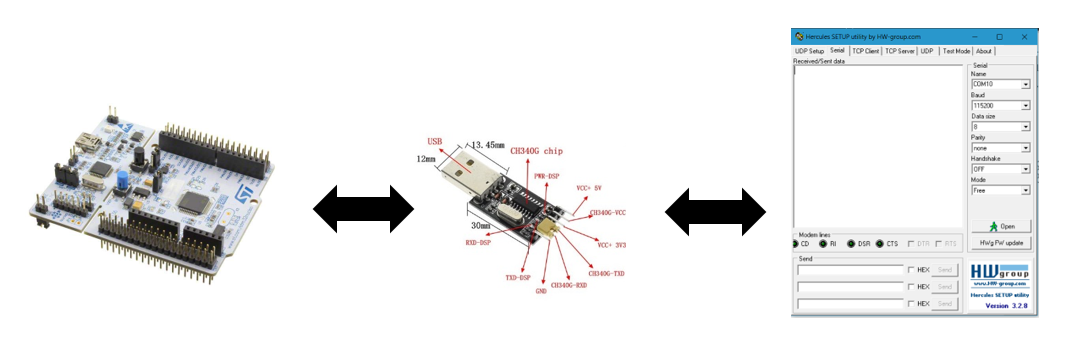 USB
13.45mm
12mm
CH340G chip
PWR-DSP
VCC+ 5V
CH340G-VCC
30mm
VCC+ 3V3
RXD-DSP
CH340G-TXD
TXD-DSP
CH340G-RXD
GND
Hercules SETUP utility by HW-group.com
UDP Setup Serial TCP Client TCP Server UDP Test Mode About
Received/Sent data
Serial
Name
COM10
Baud
115200
Data size
8
Parity
none
Handshake
OFF
Mode
Free
Open
HWg FW update
Modem lines
CD RI DSR CTS DTR RTS
Send
HEX Send
HEX Send
HEX Send
HW group
www.HW-group.com
Hercules SETUP utility
Version 3.2.8